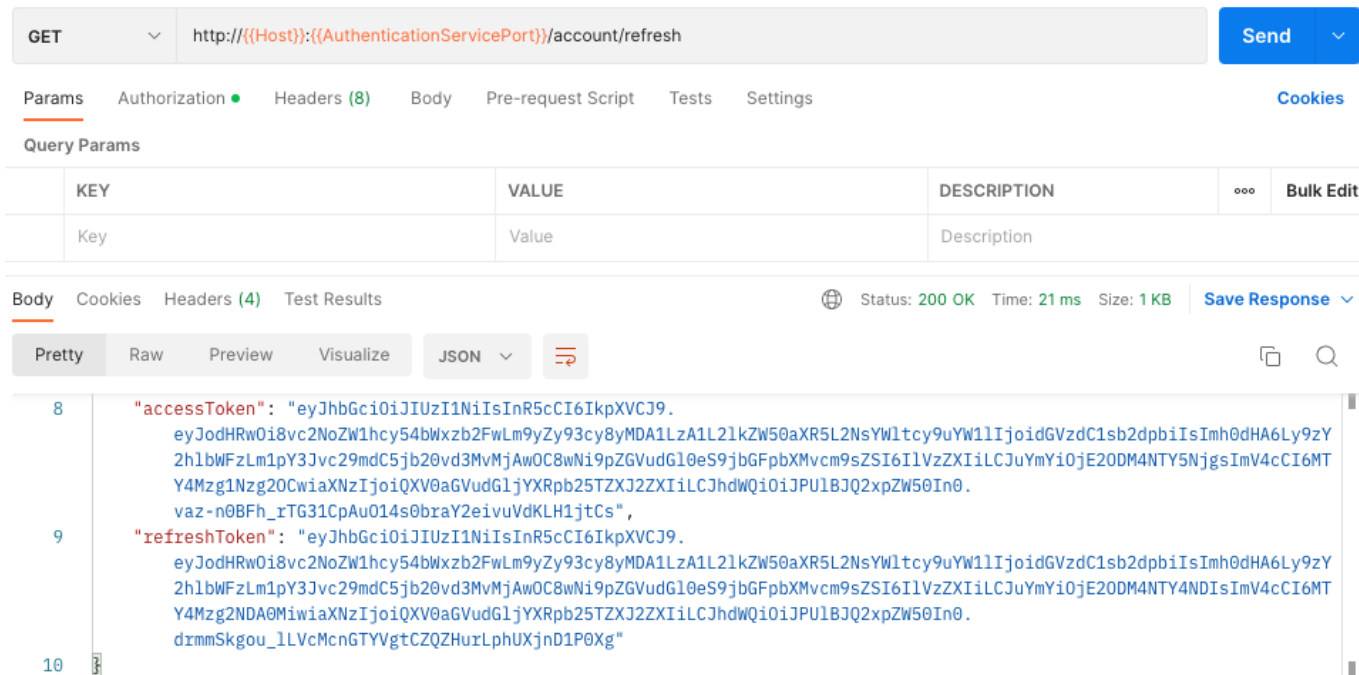 GET http://{{Host}}:{{AuthenticationServicePort}}/account/refresh Send
Params Authorization Headers (8) Body Pre-request Script Tests Settings Cookies
Query Params
KEY VALUE DESCRIPTION ooo Bulk Edit
Key Value Description
Body Cookies Headers (4) Test Results Status: 200 OK Time: 21 ms Size: 1 KB Save Response
Pretty Raw Preview Visualize JSON
8 "accessToken": "eyJhbGciOiJIUzI1NiIsInR5cCI6IkpXVCJ9.
eyJodHRwOi8vc2NoZW1hcy54bWxzb2FwLm9yZy93cy8yMDA1LzA1L2lkZW50aXR5L2NsYWltcy9uYW1lIjoidGVzdC1sb2dpbiIsImh0dHA6Ly9zY
2hlbWFzLm1pY3Jvc29mdC5jb20vd3MvMjAwOC8wNi9pZGVudGl0eS9jbGFpbXMvcm9sZSI6IlVzZXIiLCJuYmYiOjE2ODM4NTY5NjgsImV4cCI6MT
Y4Mzg1Nzg2OCwiaXNzIjoiQXV0aGVudGljYXRpb25TZXJ2ZXIiLCJhdWQiOiJPUlBJQ2xpZW50In0.
vaz-n0BFh_rTG31CpAuO14s0braY2eivuVdKLH1jtCs",
9 "refreshToken": "eyJhbGciOiJIUzI1NiIsInR5cCI6IkpXVCJ9.
eyJodHRwOi8vc2NoZW1hcy54bWxzb2FwLm9yZy93cy8yMDA1LzA1L2lkZW50aXR5L2NsYWltcy9uYW1lIjoidGVzdC1sb2dpbiIsImh0dHA6Ly9zY
2hlbWFzLm1pY3Jvc29mdC5jb20vd3MvMjAwOC8wNi9pZGVudGl0eS9jbGFpbXMvcm9sZSI6IlVzZXIiLCJuYmYiOjE2ODM4NTY4NDIsImV4cCI6MT
Y4Mzg2NDA0MiwiaXNzIjoiQXV0aGVudGljYXRpb25TZXJ2ZXIiLCJhdWQiOiJPUlBJQ2xpZW50In0.
drmmSkgou_lLVcMcnGTYVgtCZQZHurLphUXjnD1P0Xg"
10 }